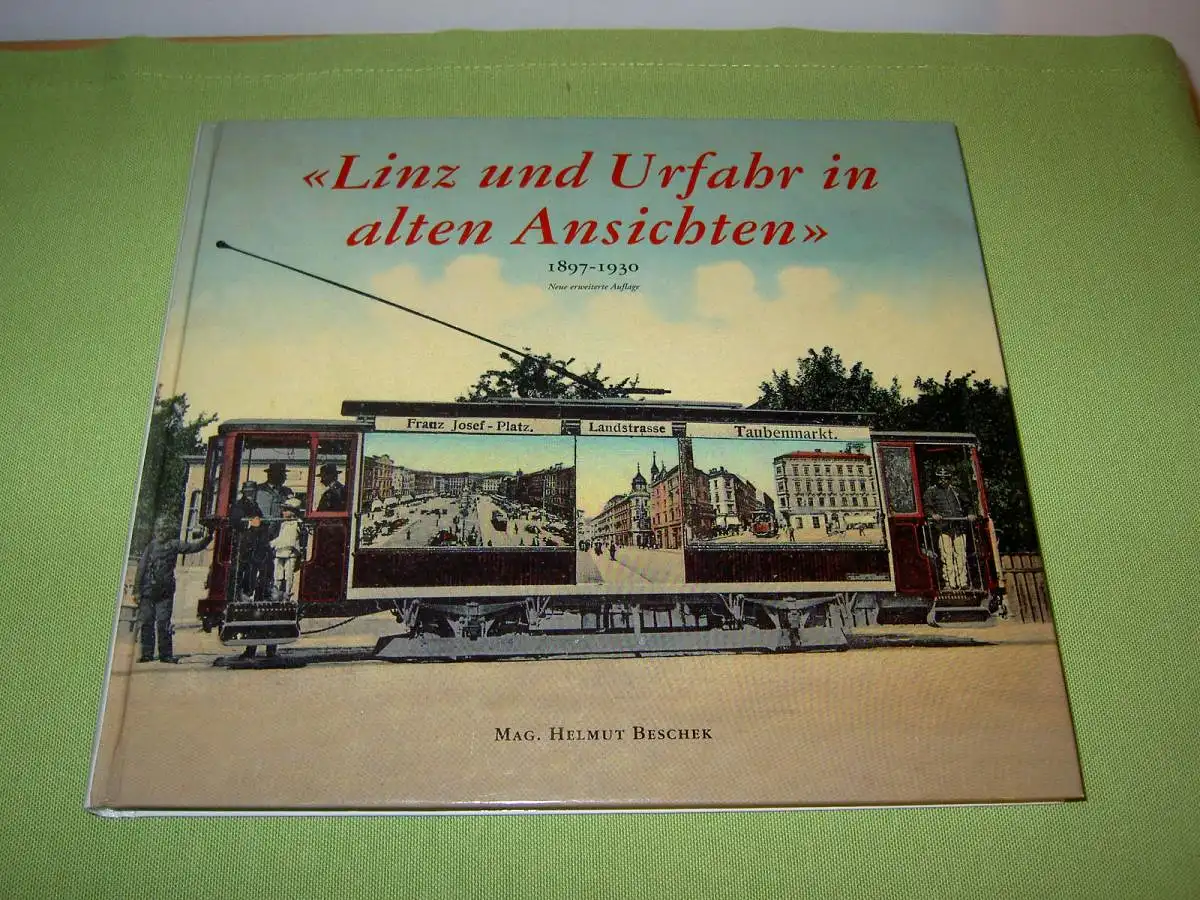 «Linz und Urfahr in
alten Ansichten»
1897-1930
Neue erweiterte Auflage
Franz Josef-Platz.
Landstrasse
Taubenmarkt.
MAG. HELMUT BESCHEK